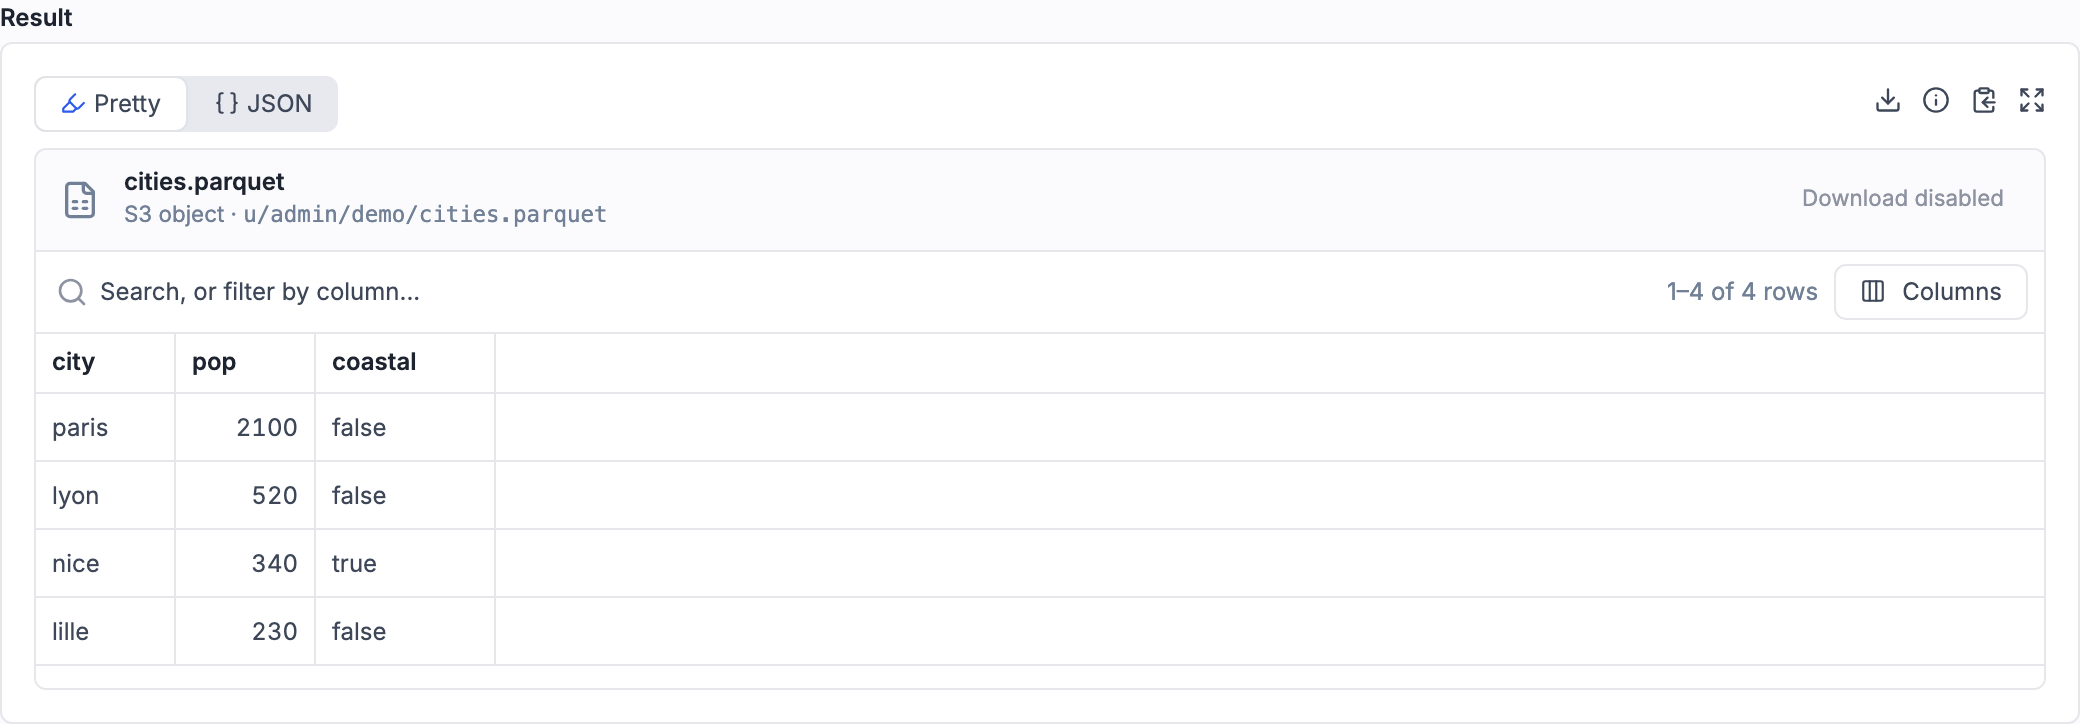 Result
Pretty
{ } JSON
cities.parquet
S3 object · u/admin/demo/cities.parquet
Download disabled
Search, or filter by column...
1–4 of 4 rows
Columns
city pop coastal
paris 2100 false
lyon 520 false
nice 340 true
lille 230 false